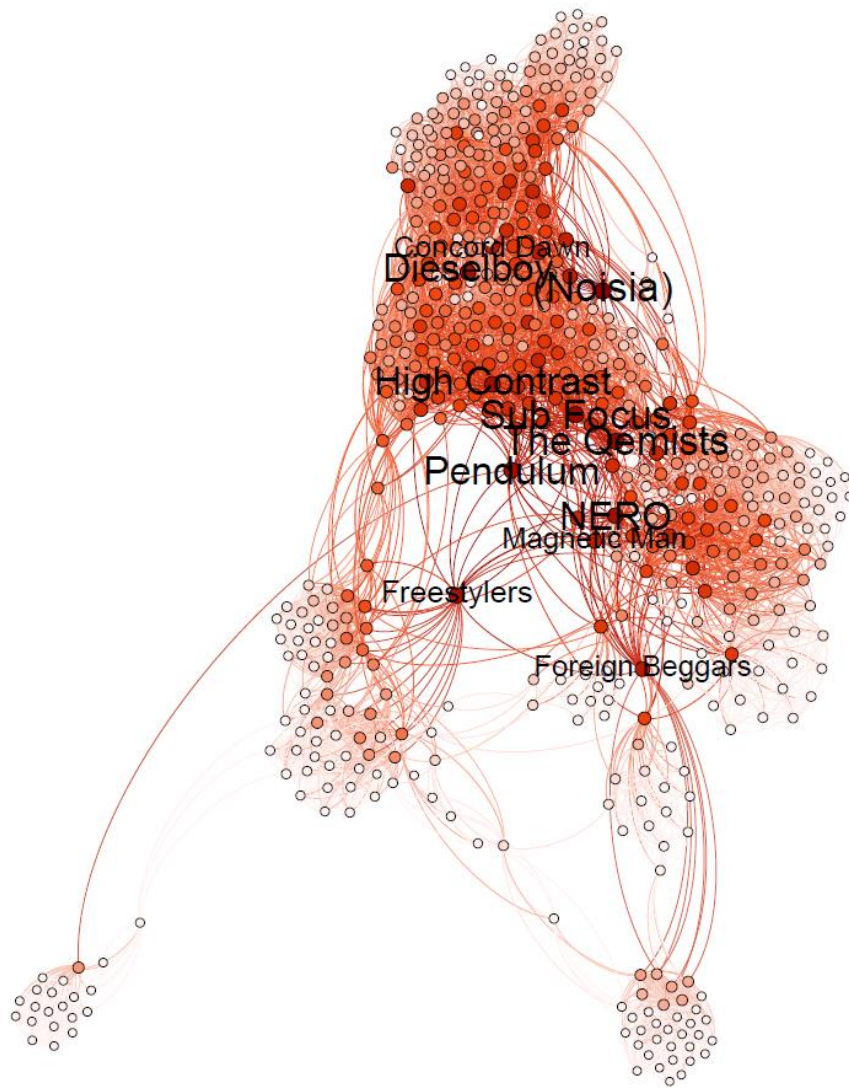 Concord Dawn
Dieselboy
(Noisia)
High Contrast
Sub Focus
The Qemists
Pendulum
NERO
Magnetic Man
Freestylers
Foreign Beggars